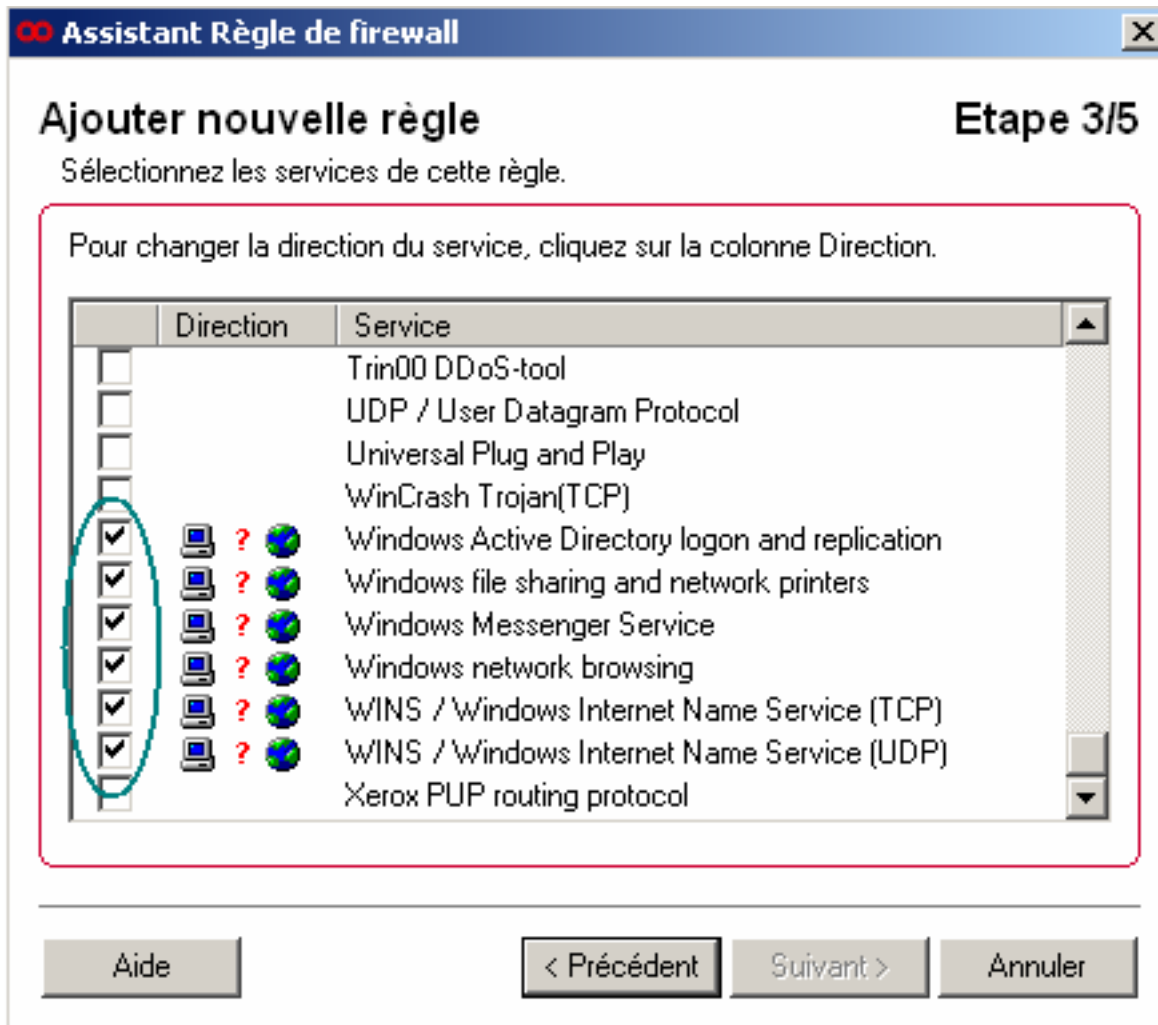 Assistant Règle de firewall
Ajouter nouvelle règle Etape 3/5
Sélectionnez les services de cette règle.
Pour changer la direction du service, cliquez sur la colonne Direction.
Direction Service
Trin00 DDoS-tool
UDP / User Datagram Protocol
Universal Plug and Play
WinCrash Trojan(TCP)
? Windows Active Directory logon and replication
? Windows file sharing and network printers
? Windows Messenger Service
? Windows network browsing
? WINS / Windows Internet Name Service (TCP)
? WINS / Windows Internet Name Service (UDP)
Xerox PUP routing protocol
Aide < Précédent Suivant > Annuler